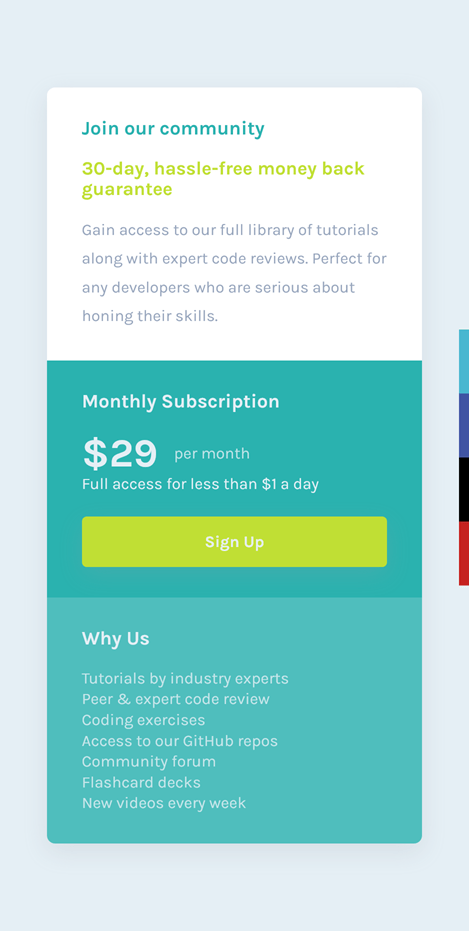 Join our community
30-day, hassle-free money back
guarantee
Gain access to our full library of tutorials
along with expert code reviews. Perfect for
any developers who are serious about
honing their skills.
Monthly Subscription
$29 per month
Full access for less than $1 a day
Sign Up
Why Us
Tutorials by industry experts
Peer & expert code review
Coding exercises
Access to our GitHub repos
Community forum
Flashcard decks
New videos every week